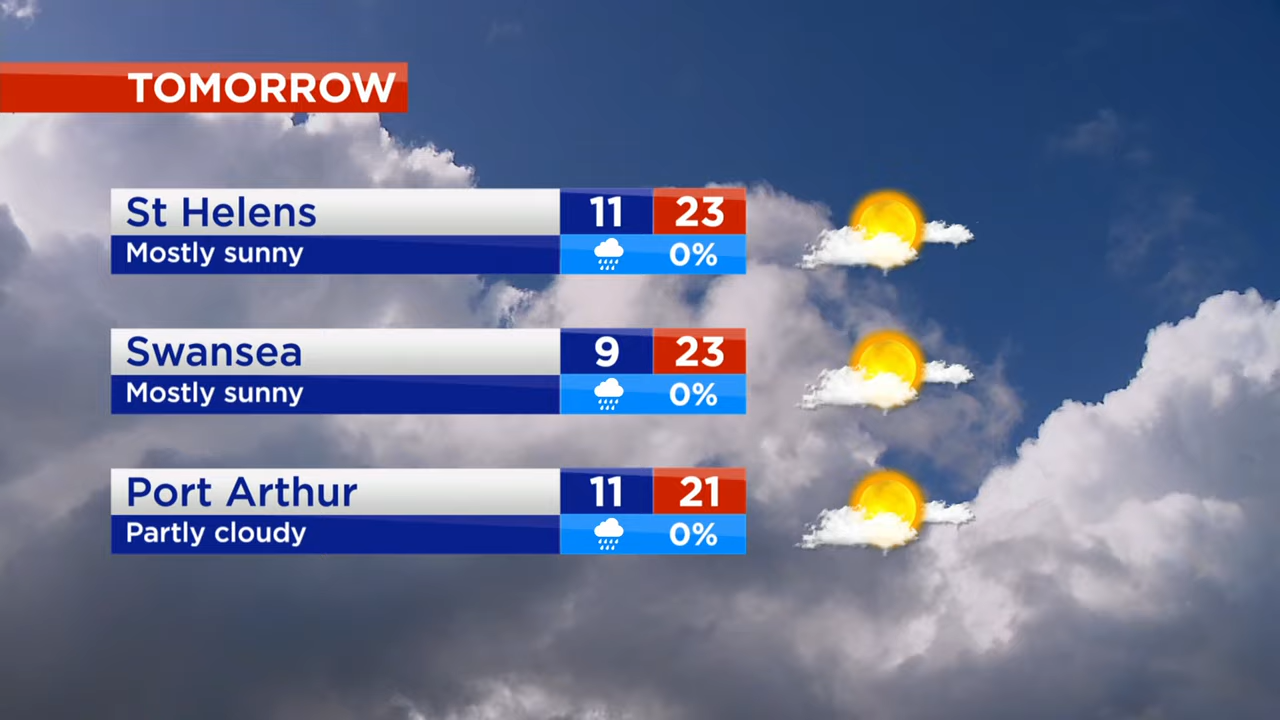 TOMORROW
St Helens 11 23
Mostly sunny 0%
Swansea 9 23
Mostly sunny 0%
Port Arthur 11 21
Partly cloudy 0%